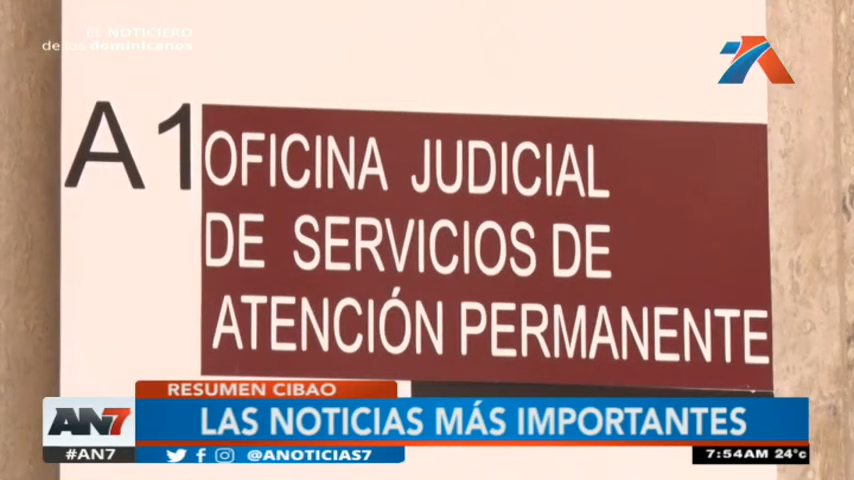 EL NOTICIERO
de los dominicanos
A1
OFICINA JUDICIAL
DE SERVICIOS DE
ATENCIÓN PERMANENTE
RESUMEN CIBAO
AN7
LAS NOTICIAS MÁS IMPORTANTES
#AN7
@ANOTICIAS7
7:54AM 24°c